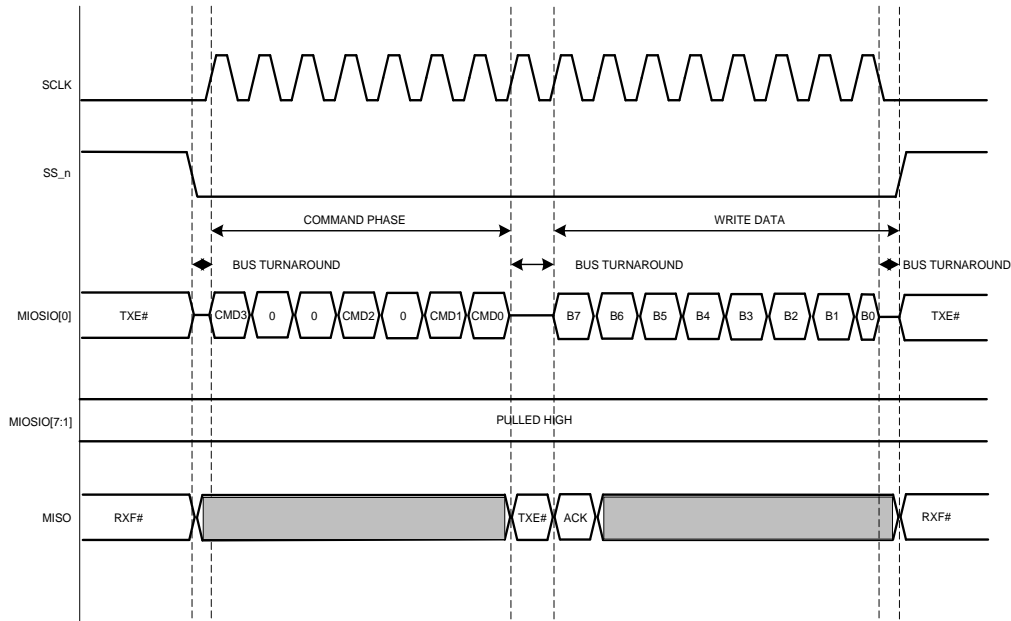 SCLK
SS_n
COMMAND PHASE WRITE DATA
BUS TURNAROUND BUS TURNAROUND BUS TURNAROUND
MIOSIO[0] TXE# CMD3 0 0 CMD2 0 CMD1 CMD0 B7 B6 B5 B4 B3 B2 B1 B0 TXE#
MIOSIO[7:1] PULLED HIGH
MISO RXF# TXE# ACK RXF#